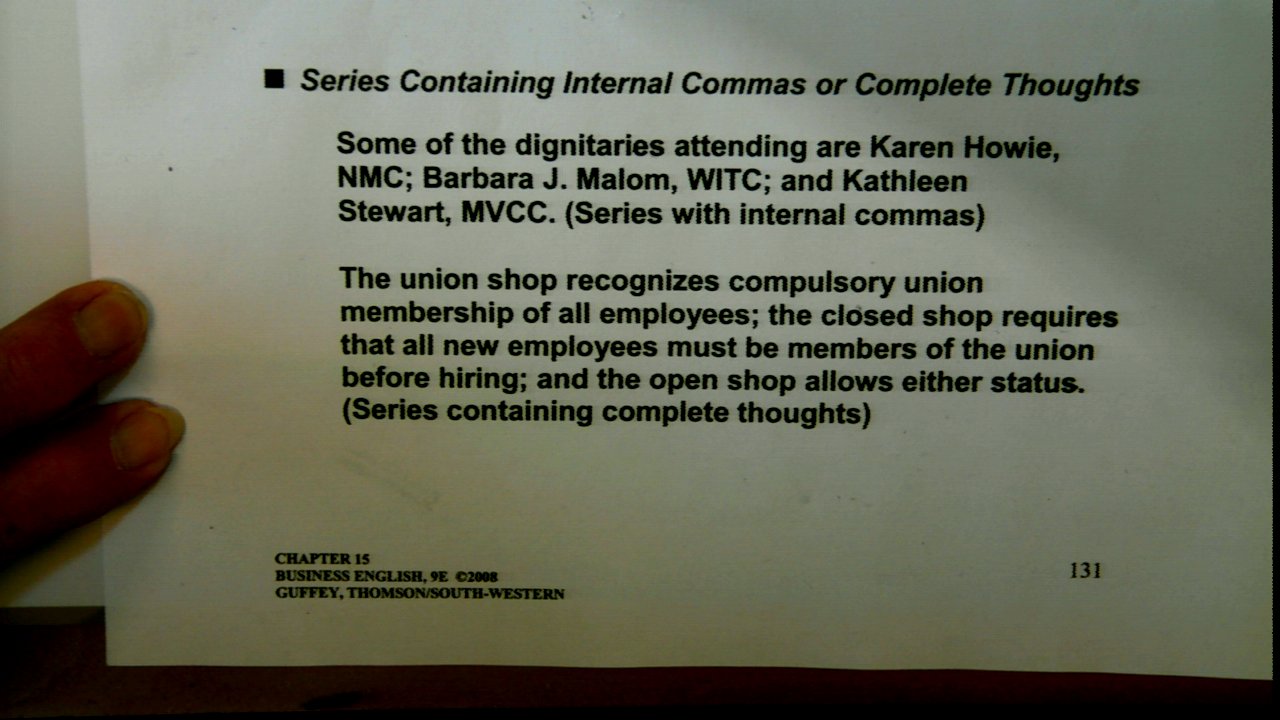 ■ Series Containing Internal Commas or Complete Thoughts
Some of the dignitaries attending are Karen Howie,
NMC; Barbara J. Malom, WITC; and Kathleen
Stewart, MVCC. (Series with internal commas)
The union shop recognizes compulsory union
membership of all employees; the closed shop requires
that all new employees must be members of the union
before hiring; and the open shop allows either status.
(Series containing complete thoughts)
CHAPTER 15
BUSINESS ENGLISH, 9E ©2008
GUFFEY, THOMSON/SOUTH-WESTERN
131